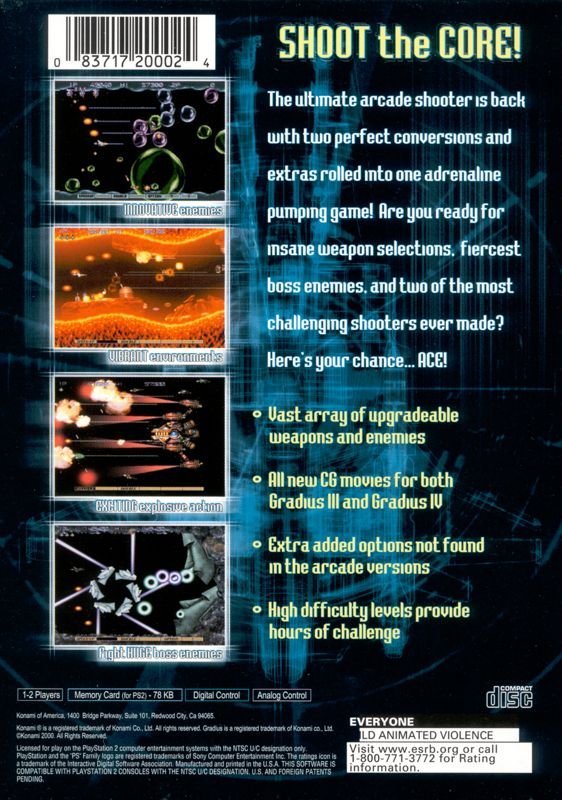 0 83717 20002 4
SHOOT the CORE!
The ultimate arcade shooter is back
with two perfect conversions and
extras rolled into one adrenaline
pumping game! Are you ready for
insane weapon selections, fiercest
boss enemies, and two of the most
challenging shooters ever made?
Here's your chance... ACE!
INNOVATIVE enemies
VIBRANT environments
EXCITING explosive action
Fight HUGE boss enemies
Vast array of upgradeable
weapons and enemies
All new CG movies for both
Gradius III and Gradius IV
Extra added options not found
in the arcade versions
High difficulty levels provide
hours of challenge
1-2 Players
Memory Card (for PS2) - 78 KB
Digital Control
Analog Control
COMPACT
disc
Konami of America, 1400 Bridge Parkway, Suite 101, Redwood City, CA 94065.
Konami ® is a registered trademark of Konami Co., Ltd. All rights reserved. Gradius is a registered trademark of Konami co., Ltd.
©Konami 2000. All Rights Reserved.
Licensed for play on the PlayStation 2 computer entertainment systems with the NTSC U/C designation only.
PlayStation and the "PS" Family logo are registered trademarks of Sony Computer Entertainment Inc. The ratings icon is
a trademark of the Interactive Digital Software Association. Manufactured and printed in the U.S.A. THIS SOFTWARE IS
COMPATIBLE WITH PLAYSTATION 2 CONSOLES WITH THE NTSC U/C DESIGNATION. U.S. AND FOREIGN PATENTS
PENDING.
EVERYONE
LD ANIMATED VIOLENCE
Visit www.esrb.org or call
1-800-771-3772 for Rating
information.